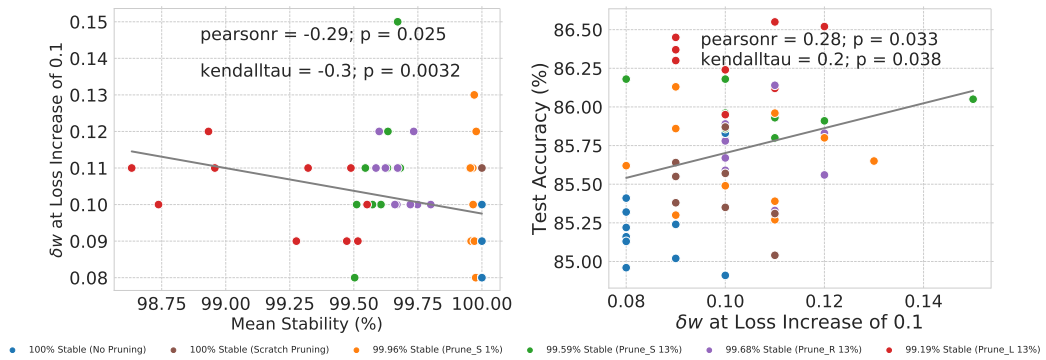 pearsonr = -0.29; p = 0.025
kendalltau = -0.3; p = 0.0032
δw at Loss Increase of 0.1
0.15
0.14
0.13
0.12
0.11
0.10
0.09
0.08
98.75 99.00 99.25 99.50 99.75 100.00
Mean Stability (%)
pearsonr = 0.28; p = 0.033
kendalltau = 0.2; p = 0.038
Test Accuracy (%)
86.50
86.25
86.00
85.75
85.50
85.25
85.00
0.08 0.10 0.12 0.14
δw at Loss Increase of 0.1
100% Stable (No Pruning) 100% Stable (Scratch Pruning) 99.96% Stable (Prune_S 1%) 99.59% Stable (Prune_S 13%) 99.68% Stable (Prune_R 13%) 99.19% Stable (Prune_L 13%)